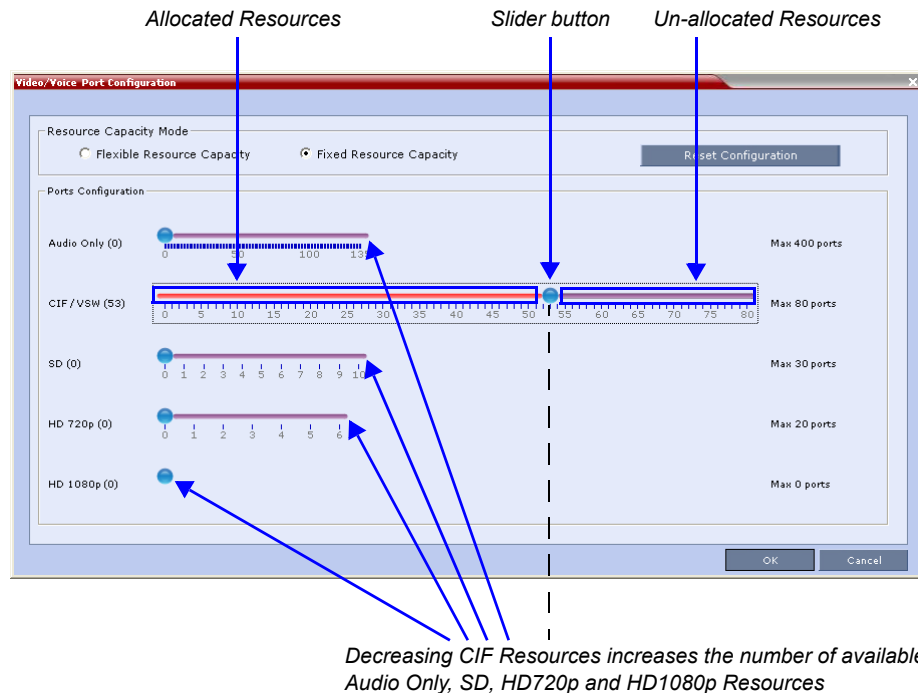 Allocated Resources Slider button Un-allocated Resources
Video/Voice Port Configuration
Resource Capacity Mode
Flexible Resource Capacity Fixed Resource Capacity Reset Configuration
Ports Configuration
Audio Only (0) Max 400 ports
0 50 100 135
CIF/VSW (53) Max 80 ports
0 5 10 15 20 25 30 35 40 45 50 55 60 65 70 75 80
SD (0) Max 30 ports
0 1 2 3 4 5 6 7 8 9 10
HD 720p (0) Max 20 ports
0 1 2 3 4 5 6
HD 1080p (0) Max 0 ports
OK Cancel
Decreasing CIF Resources increases the number of available
Audio Only, SD, HD720p and HD1080p Resources